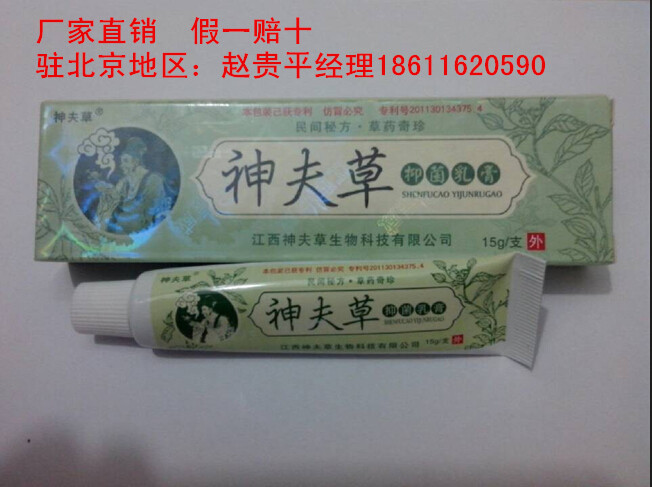 厂家直销 假一赔十
驻北京地区：赵贵平经理18611620590
神夫草®
本包装已获专利 仿冒必究 专利号201130134375.4
民间秘方·草药奇珍
神夫草 抑菌乳膏
SHENFUCAO YIJUNRUGAO
江西神夫草生物科技有限公司
15g/支 外
神夫草®
本包装已获专利 仿冒必究 专利号201130134375.4
民间秘方·草药奇珍
神夫草 抑菌乳膏
SHENFUCAO YIJUNRUGAO
江西神夫草生物科技有限公司
15g/支 外